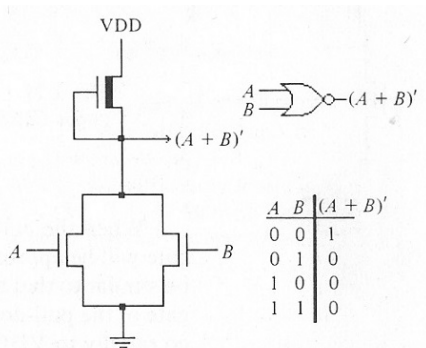 VDD
A
B
(A + B)′
(A + B)′
A
B
A B (A + B)′
0 0 1
0 1 0
1 0 0
1 1 0